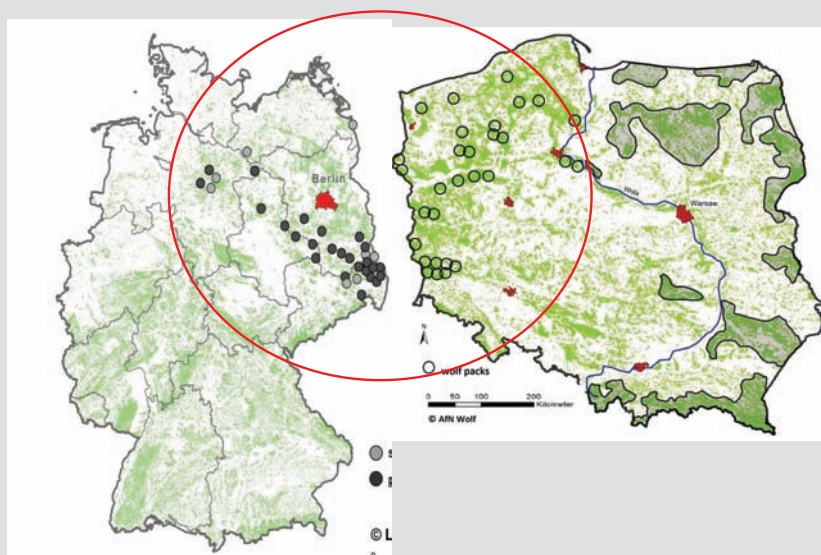 Berlin
s
© L
Wisła
Warsaw
N
wolf packs
0 50 100 200
Kilometer
© AfN Wolf